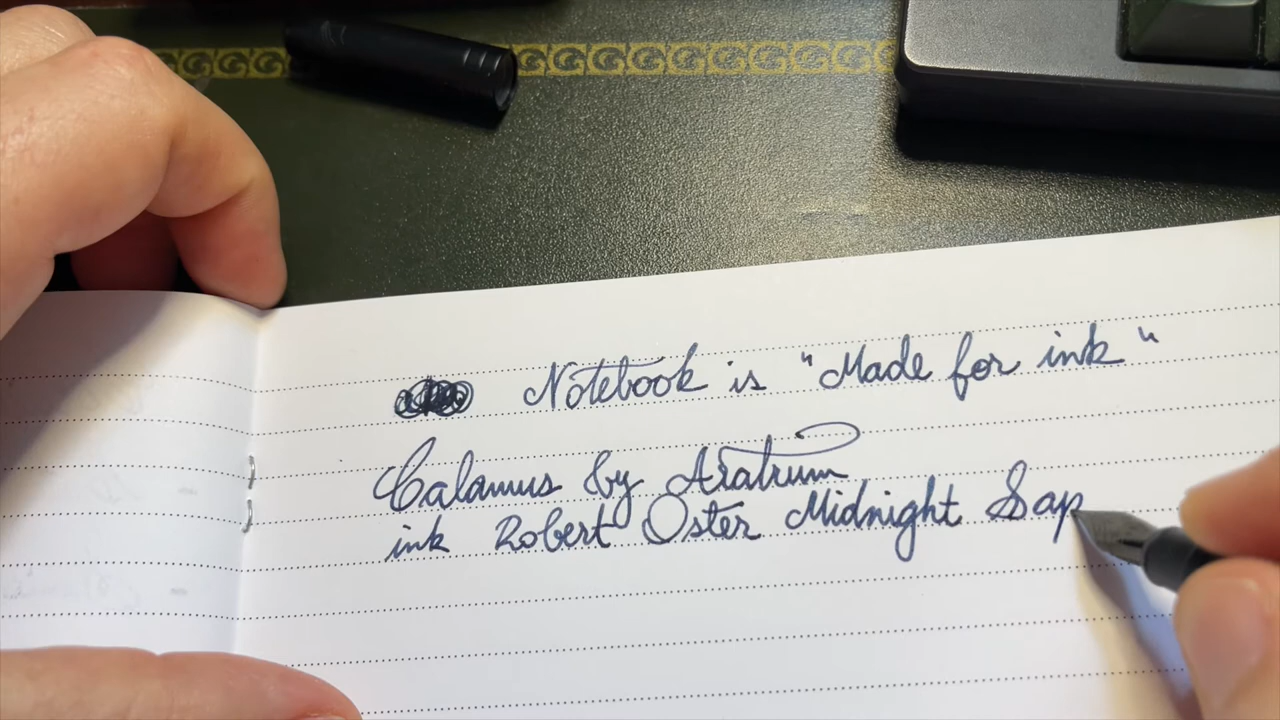 Notebook is "Made for ink"
Calamus by Aratrum
ink Robert Oster Midnight Sap